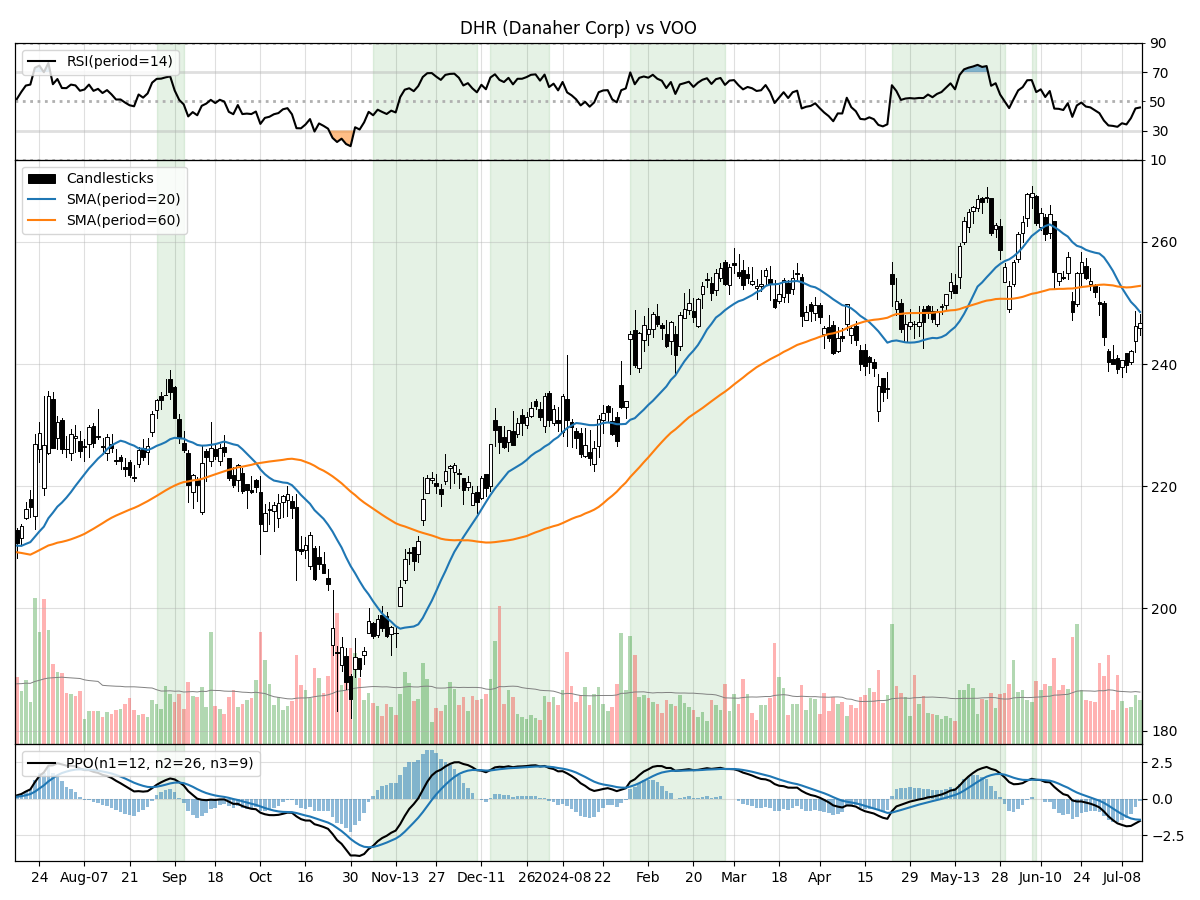 DHR (Danaher Corp) vs VOO
RSI(period=14)
90
70
50
30
10
Candlesticks
SMA(period=20)
SMA(period=60)
260
240
220
200
180
PPO(n1=12, n2=26, n3=9)
2.5
0.0
−2.5
24 Aug-07 21 Sep 18 Oct 16 30 Nov-13 27 Dec-11 26 2024-08 22 Feb 20 Mar 18 Apr 15 29 May-13 28 Jun-10 24 Jul-08